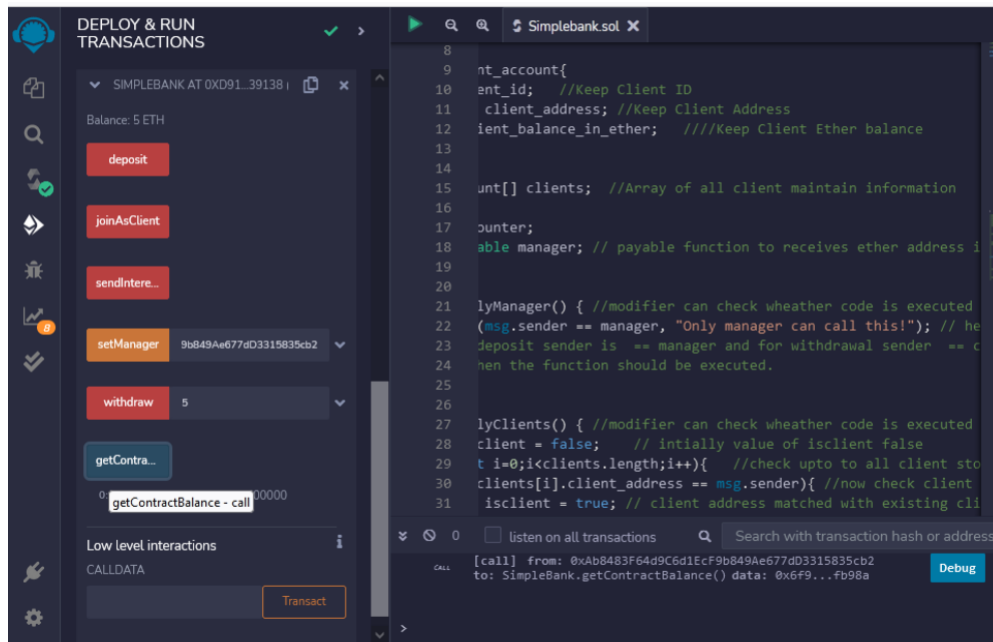 DEPLOY & RUN
TRANSACTIONS
SIMPLEBANK AT 0XD91...39138
Balance: 5 ETH
deposit
joinAsClient
sendIntere...
setManager 9b849Ae677dD3315835cb2
withdraw 5
getContra...
0: 00000
getContractBalance - call
Low level interactions
i
CALLDATA
Transact
8
Simplebank.sol
8
9 nt_account{
10 ent_id; //Keep Client ID
11 client_address; //Keep Client Address
12 ient_balance_in_ether; ////Keep Client Ether balance
13
14
15 unt[] clients; //Array of all client maintain information
16
17 ounter;
18 able manager; // payable function to receives ether address i
19
20
21 lyManager() { //modifier can check wheather code is executed
22 (msg.sender == manager, "Only manager can call this!"); // he
23 deposit sender is == manager and for withdrawal sender == c
24 hen the function should be executed.
25
26
27 lyClients() { //modifier can check wheather code is executed
28 client = false; // intially value of isclient false
29 t i=0;i<clients.length;i++){ //check upto to all client sto
30 clients[i].client_address == msg.sender){ //now check client
31 isclient = true; // client address matched with existing cli
0 listen on all transactions Search with transaction hash or address
CALL [call] from: 0xAb8483F64d9C6d1EcF9b849Ae677dD3315835cb2
to: SimpleBank.getContractBalance() data: 0x6f9...fb98a
Debug
>